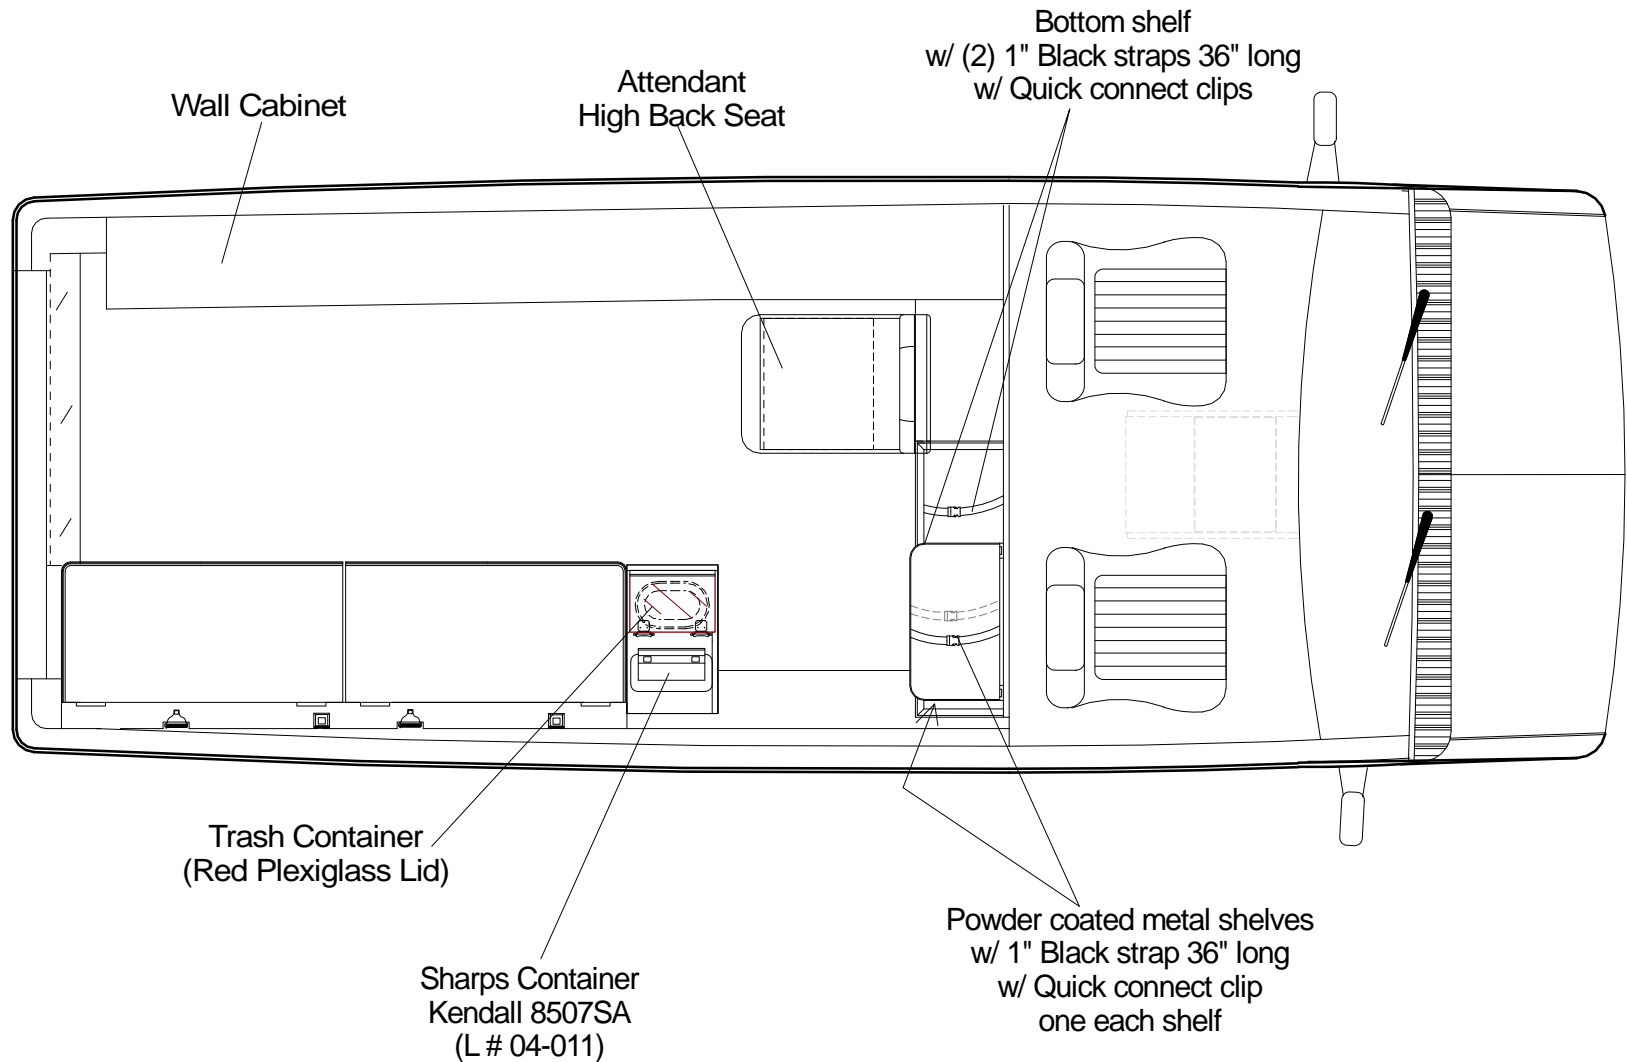 Bottom shelf
w/ (2) 1" Black straps 36" long
w/ Quick connect clips
Attendant
High Back Seat
Wall Cabinet
Trash Container
(Red Plexiglass Lid)
Sharps Container
Kendall 8507SA
(L # 04-011)
Powder coated metal shelves
w/ 1" Black strap 36" long
w/ Quick connect clip
one each shelf